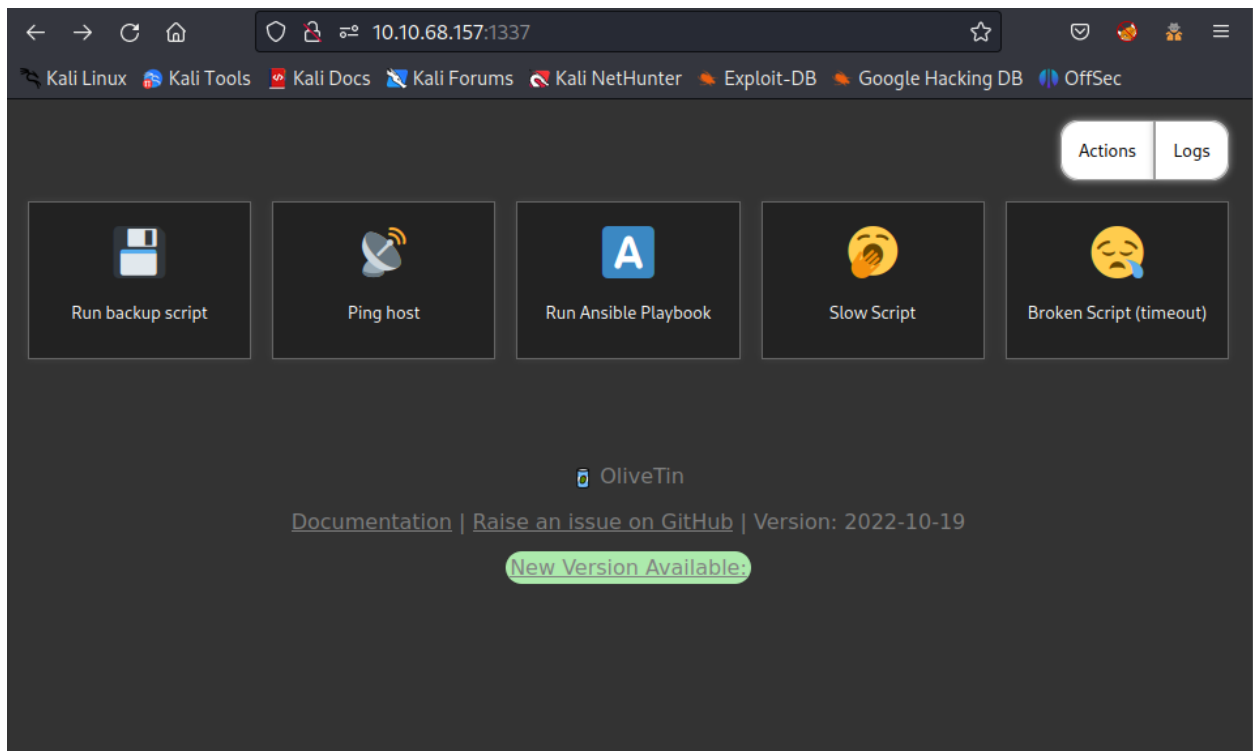 10.10.68.157:1337
Kali Linux Kali Tools Kali Docs Kali Forums Kali NetHunter Exploit-DB Google Hacking DB OffSec
Actions Logs
A
Run backup script Ping host Run Ansible Playbook Slow Script Broken Script (timeout)
OliveTin
Documentation | Raise an issue on GitHub | Version: 2022-10-19
New Version Available: